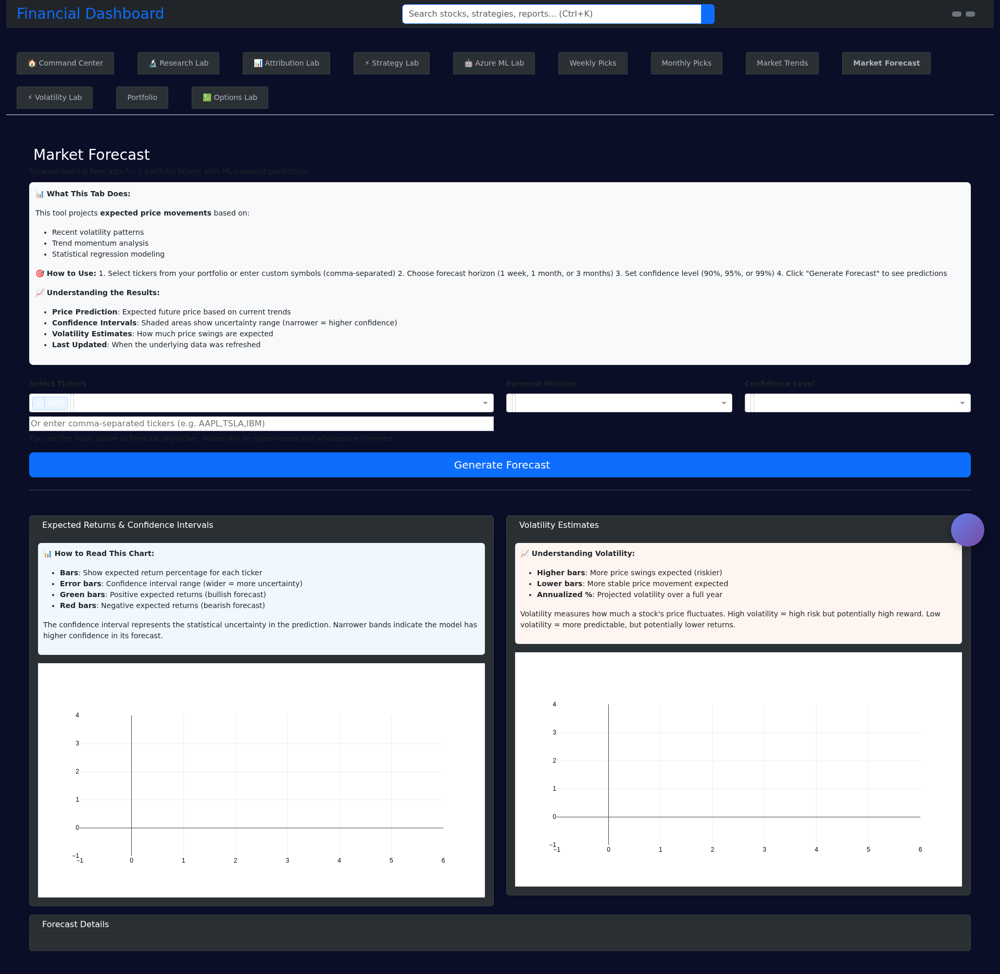 Financial Dashboard
Search stocks, strategies, reports... (Ctrl+K)
🏠 Command Center
🔬 Research Lab
📊 Attribution Lab
⚡ Strategy Lab
🤖 Azure ML Lab
Weekly Picks
Monthly Picks
Market Trends
Market Forecast
⚡ Volatility Lab
Portfolio
💹 Options Lab
Market Forecast
Forward-looking forecasts for 1 portfolio tickers with ML-powered predictions
📊 What This Tab Does:
This tool projects expected price movements based on:
• Recent volatility patterns
• Trend momentum analysis
• Statistical regression modeling
🎯 How to Use: 1. Select tickers from your portfolio or enter custom symbols (comma-separated) 2. Choose forecast horizon (1 week, 1 month, or 3 months) 3. Set confidence level (90%, 95%, or 99%) 4. Click "Generate Forecast" to see predictions
📈 Understanding the Results:
• Price Prediction: Expected future price based on current trends
• Confidence Intervals: Shaded areas show uncertainty range (narrower = higher confidence)
• Volatility Estimates: How much price swings are expected
• Last Updated: When the underlying data was refreshed
Select Tickers
Forecast Horizon
Confidence Level
× INTC
Or enter comma-separated tickers (e.g. AAPL,TSLA,IBM)
Tip: use the input above to forecast any ticker. Values will be upper-cased and whitespace-trimmed.
Generate Forecast
Expected Returns & Confidence Intervals
📊 How to Read This Chart:
• Bars: Show expected return percentage for each ticker
• Error bars: Confidence interval range (wider = more uncertainty)
• Green bars: Positive expected returns (bullish forecast)
• Red bars: Negative expected returns (bearish forecast)
The confidence interval represents the statistical uncertainty in the prediction. Narrower bands indicate the model has
higher confidence in its forecast.
4
3
2
1
0
−1
−1 0 1 2 3 4 5 6
Volatility Estimates
📈 Understanding Volatility:
• Higher bars: More price swings expected (riskier)
• Lower bars: More stable price movement expected
• Annualized %: Projected volatility over a full year
Volatility measures how much a stock's price fluctuates. High volatility = high risk but potentially high reward. Low
volatility = more predictable, but potentially lower returns.
4
3
2
1
0
−1
−1 0 1 2 3 4 5 6
Forecast Details